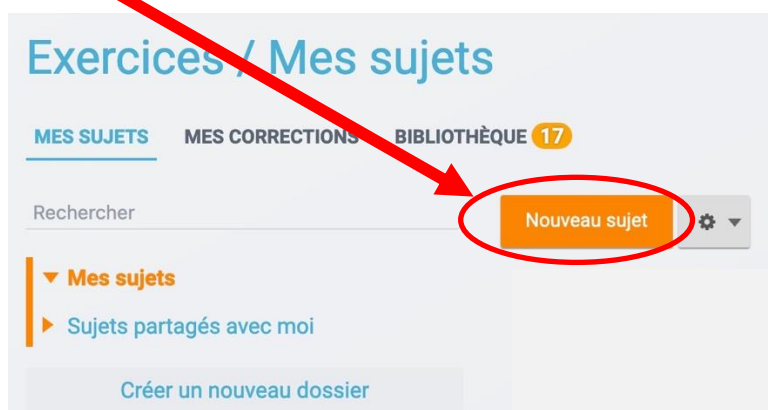 Exercices / Mes sujets
MES SUJETS MES CORRECTIONS BIBLIOTHÈQUE 17
Rechercher
Nouveau sujet
Mes sujets
Sujets partagés avec moi
Créer un nouveau dossier